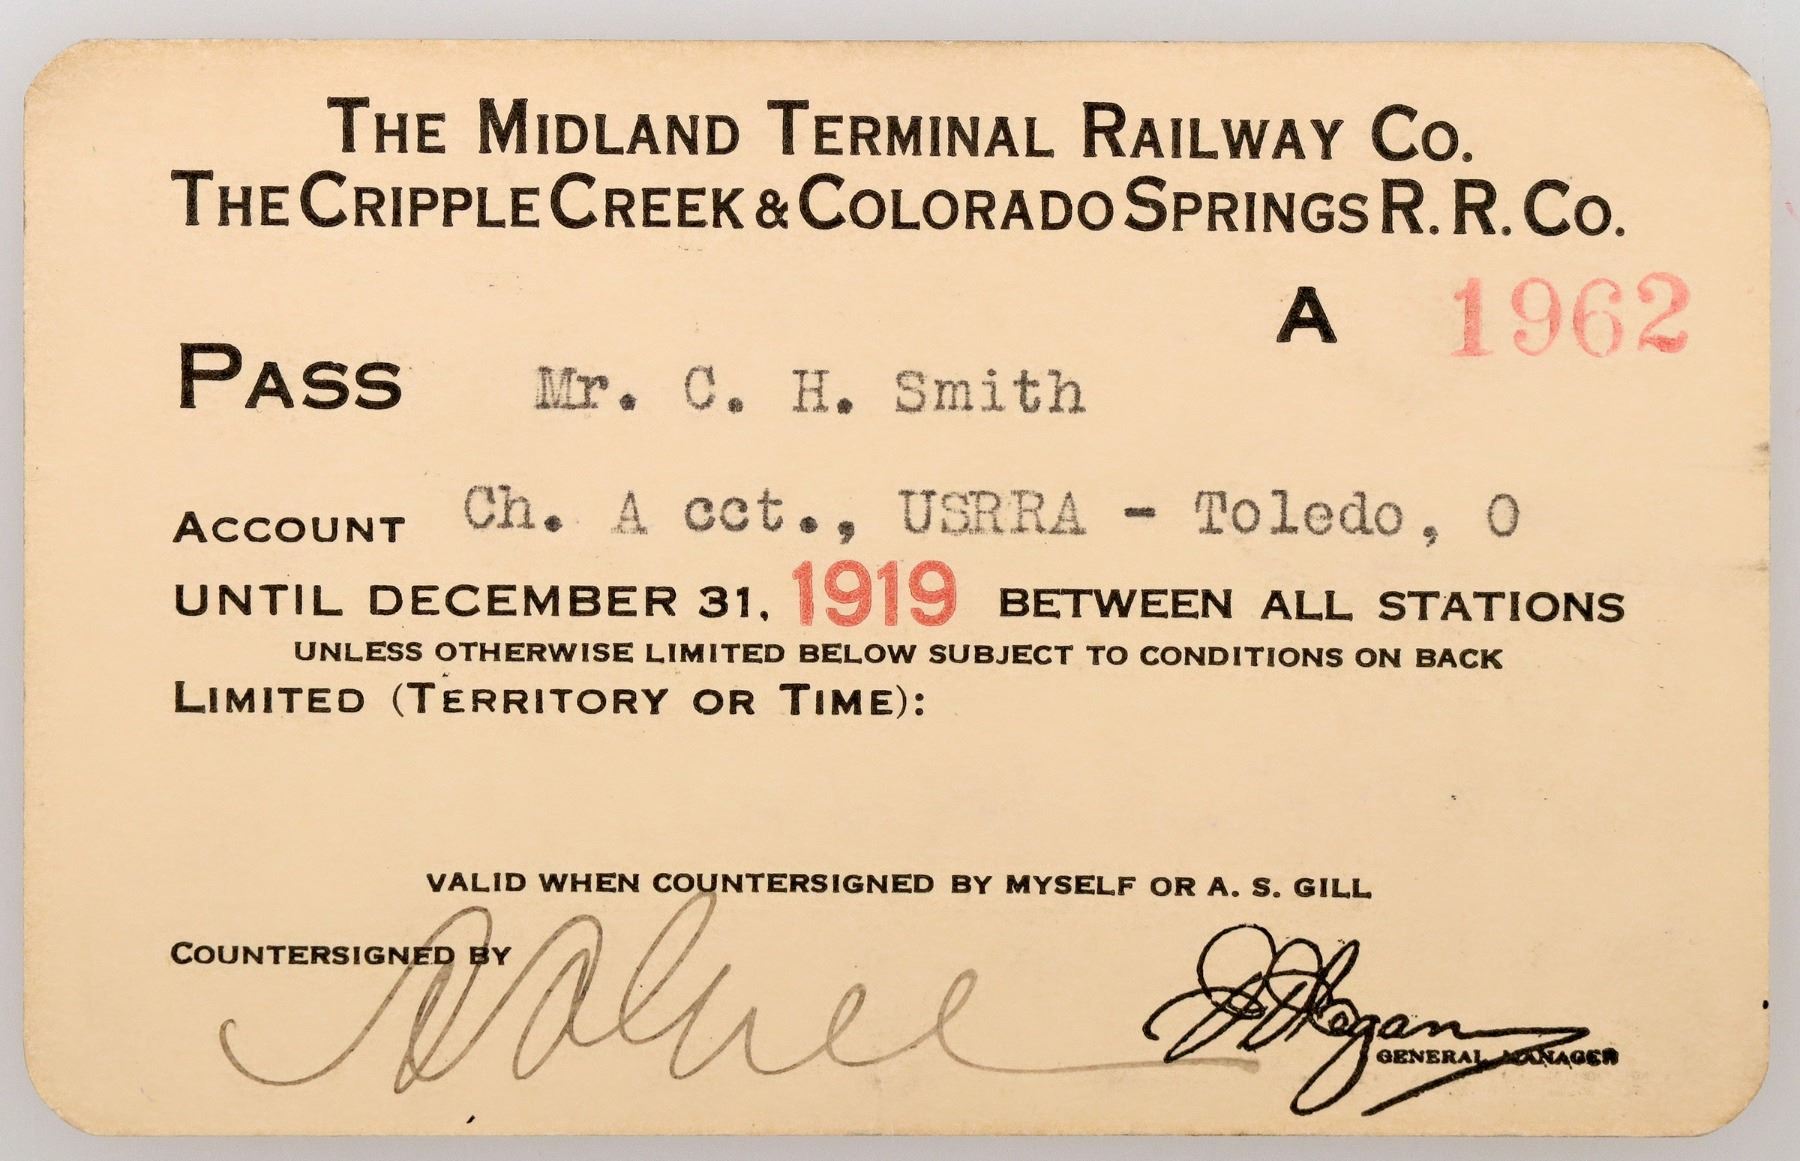 THE MIDLAND TERMINAL RAILWAY CO.
THE CRIPPLE CREEK & COLORADO SPRINGS R. R. CO.
A 1962
PASS Mr. C. H. Smith
ACCOUNT Ch. A cct., USRRA - Toledo, O
UNTIL DECEMBER 31, 1919 BETWEEN ALL STATIONS
UNLESS OTHERWISE LIMITED BELOW SUBJECT TO CONDITIONS ON BACK
LIMITED (TERRITORY OR TIME):
VALID WHEN COUNTERSIGNED BY MYSELF OR A. S. GILL
COUNTERSIGNED BY
GENERAL MANAGER